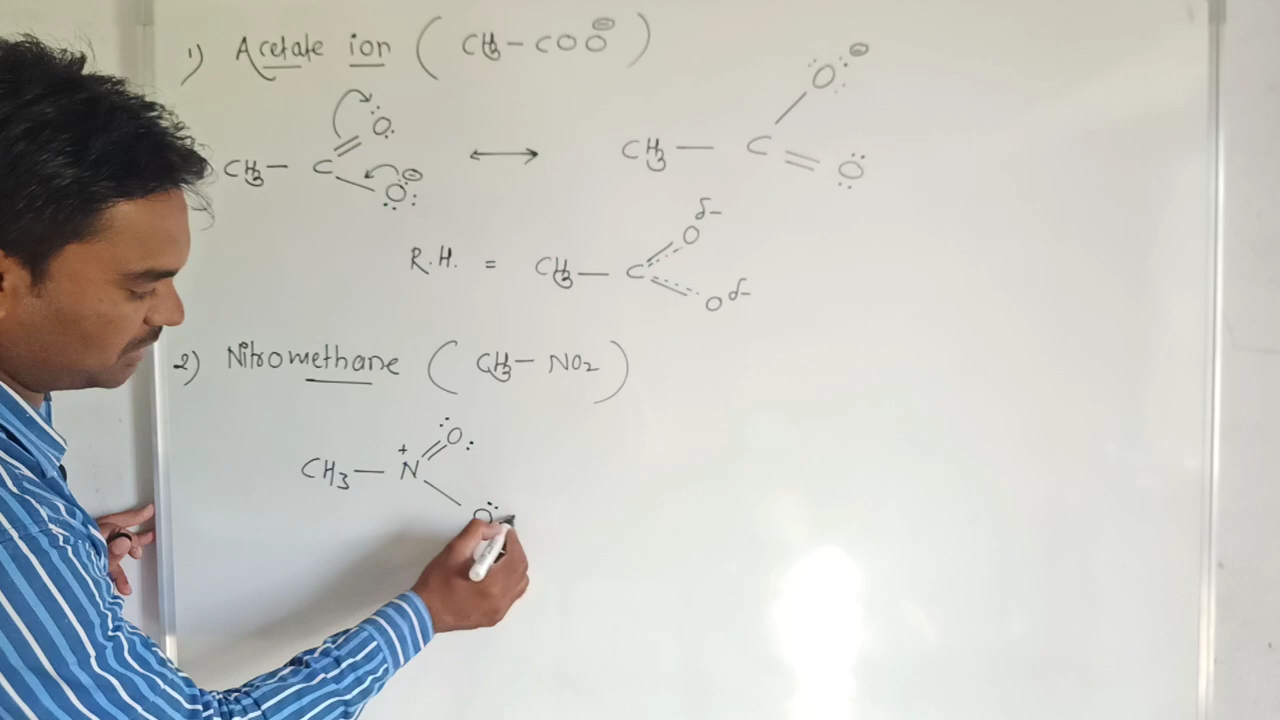 1) Acetate ion ( CH3 – COO⊖ )
CH3 – C = O – O⊖ ⟷ CH3 — C – O⊖ = O
R.H. = CH3 — C O δ– O δ–
2) Nitromethane ( CH3 – NO2 )
CH3 — N+ = O – O